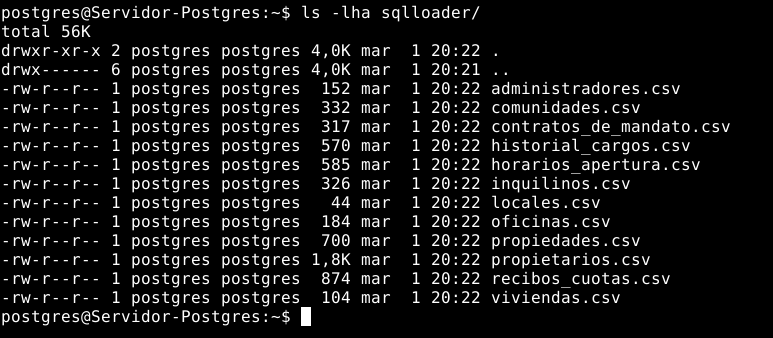 postgres@Servidor-Postgres:~$ ls -lha sqlloader/
total 56K
drwxr-xr-x 2 postgres postgres 4,0K mar  1 20:22 .
drwx------ 6 postgres postgres 4,0K mar  1 20:21 ..
-rw-r--r-- 1 postgres postgres  152 mar  1 20:22 administradores.csv
-rw-r--r-- 1 postgres postgres  332 mar  1 20:22 comunidades.csv
-rw-r--r-- 1 postgres postgres  317 mar  1 20:22 contratos_de_mandato.csv
-rw-r--r-- 1 postgres postgres  570 mar  1 20:22 historial_cargos.csv
-rw-r--r-- 1 postgres postgres  585 mar  1 20:22 horarios_apertura.csv
-rw-r--r-- 1 postgres postgres  326 mar  1 20:22 inquilinos.csv
-rw-r--r-- 1 postgres postgres   44 mar  1 20:22 locales.csv
-rw-r--r-- 1 postgres postgres  184 mar  1 20:22 oficinas.csv
-rw-r--r-- 1 postgres postgres  700 mar  1 20:22 propiedades.csv
-rw-r--r-- 1 postgres postgres 1,8K mar  1 20:22 propietarios.csv
-rw-r--r-- 1 postgres postgres  874 mar  1 20:22 recibos_cuotas.csv
-rw-r--r-- 1 postgres postgres  104 mar  1 20:22 viviendas.csv
postgres@Servidor-Postgres:~$